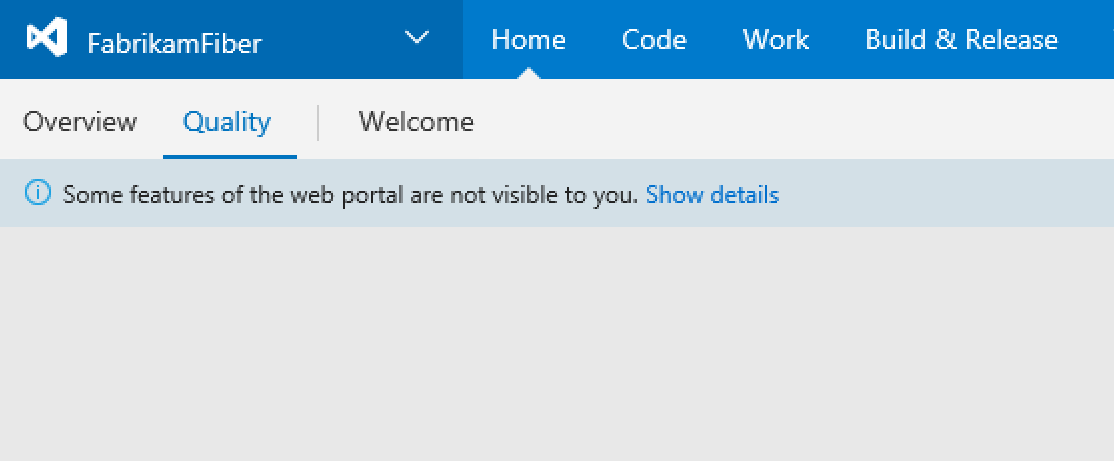 FabrikamFiber Home Code Work Build & Release
Overview Quality Welcome
Some features of the web portal are not visible to you. Show details